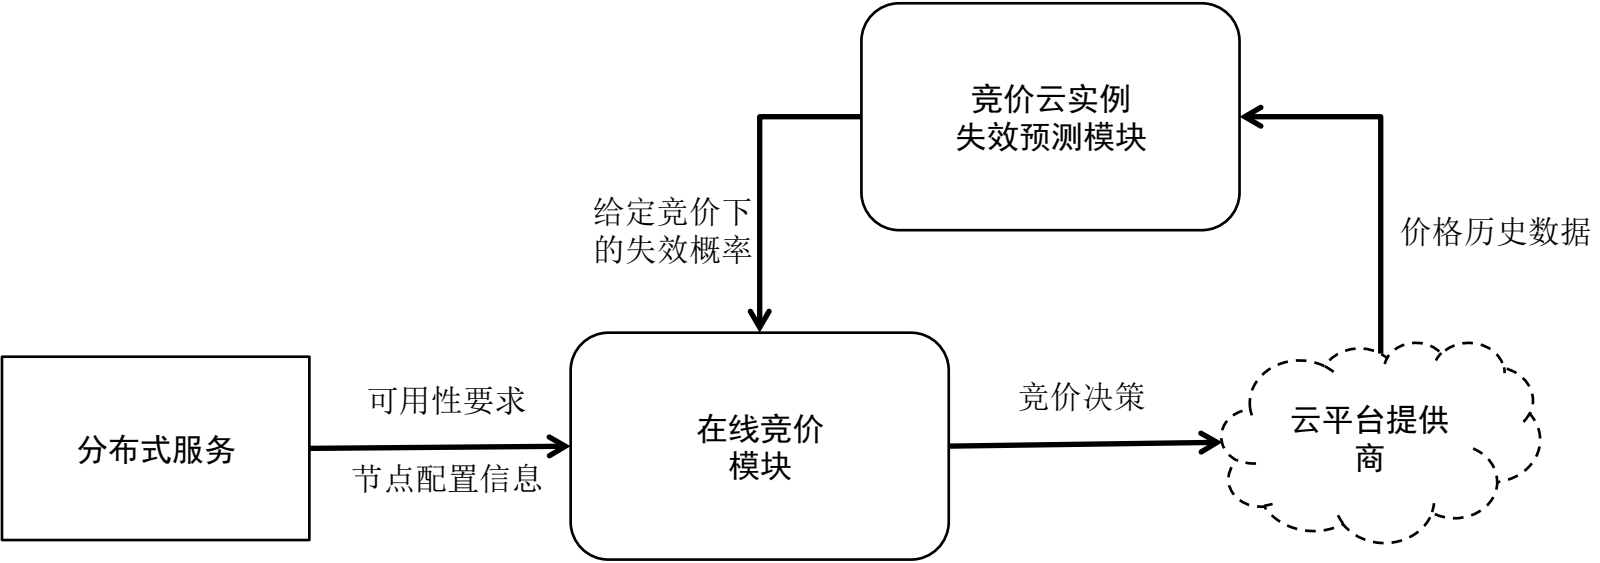 竞价云实例
失效预测模块
给定竞价下
的失效概率
价格历史数据
可用性要求
竞价决策
分布式服务
在线竞价
模块
云平台提供
商
节点配置信息